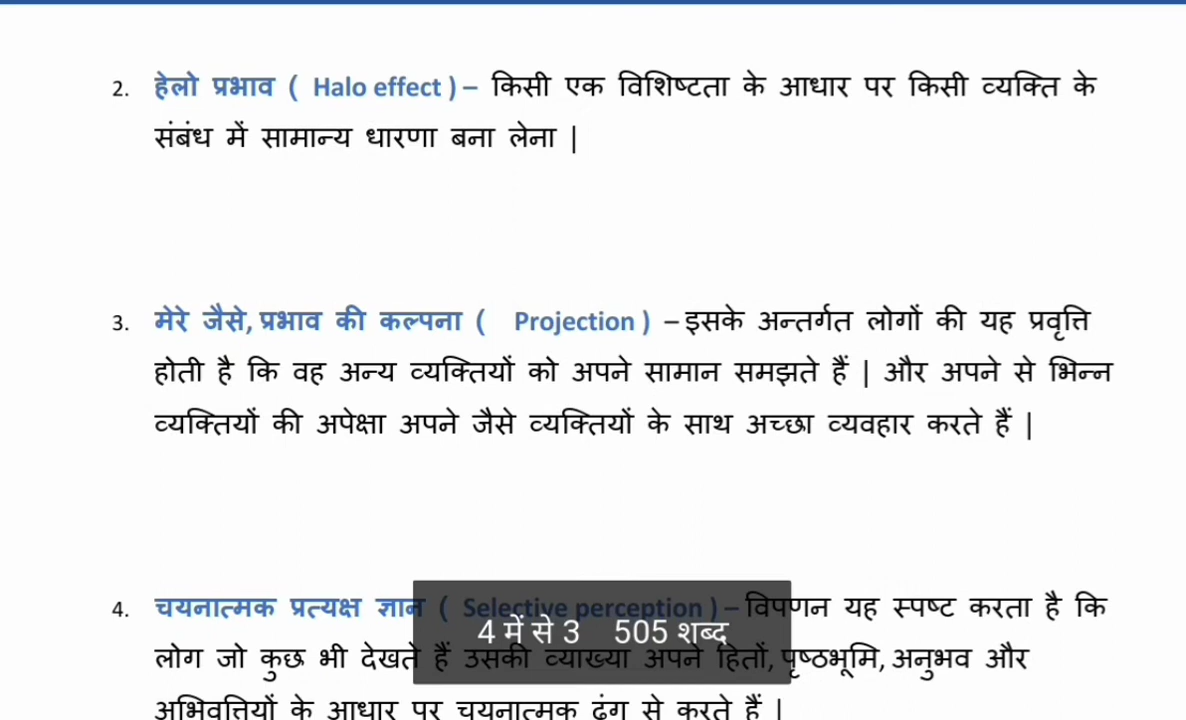 2. हेलो प्रभाव ( Halo effect ) – किसी एक विशिष्टता के आधार पर किसी व्यक्ति के
संबंध में सामान्य धारणा बना लेना |
3. मेरे जैसे, प्रभाव की कल्पना ( Projection ) – इसके अन्तर्गत लोगों की यह प्रवृत्ति
होती है कि वह अन्य व्यक्तियों को अपने सामान समझते हैं | और अपने से भिन्न
व्यक्तियों की अपेक्षा अपने जैसे व्यक्तियों के साथ अच्छा व्यवहार करते हैं |
4. चयनात्मक प्रत्यक्ष ज्ञान ( Selective perception ) – विपणन यह स्पष्ट करता है कि
4 में से 3 505 शब्द
लोग जो कुछ भी देखते हैं उसकी व्याख्या अपने हितों, पृष्ठभूमि, अनुभव और
अभिवृत्तियों के आधार पर चयनात्मक ढंग से करते हैं |